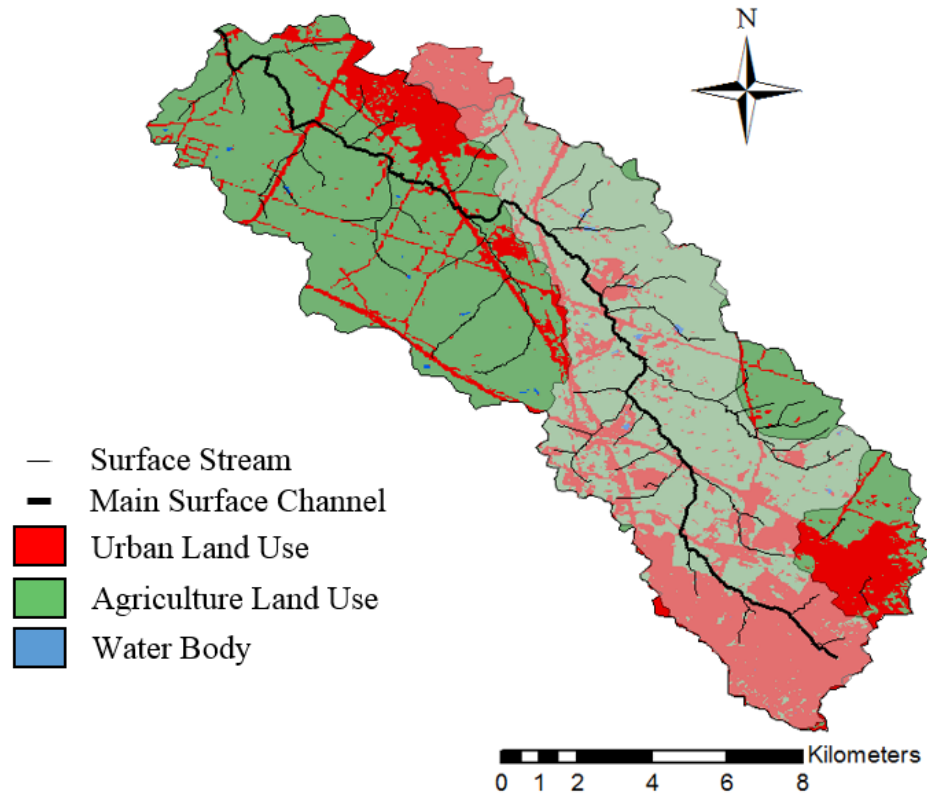 N
Surface Stream
Main Surface Channel
Urban Land Use
Agriculture Land Use
Water Body
Kilometers
0 1 2 4 6 8